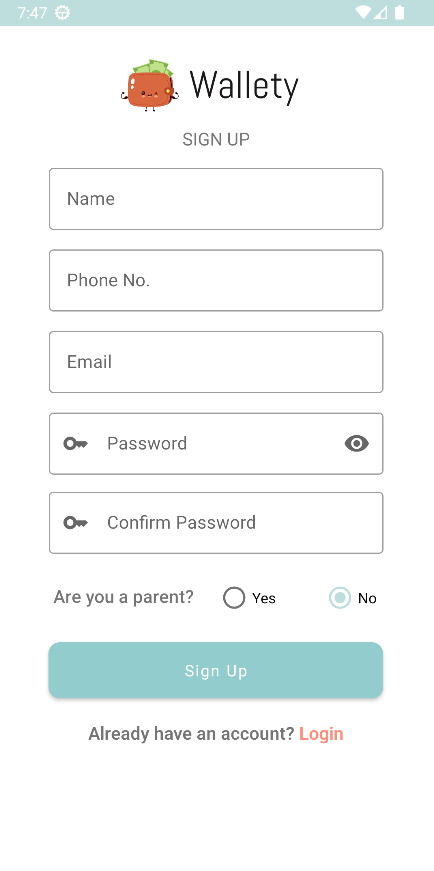 7:47
Wallety
SIGN UP
Name
Phone No.
Email
Password
Confirm Password
Are you a parent? Yes No
Sign Up
Already have an account? Login